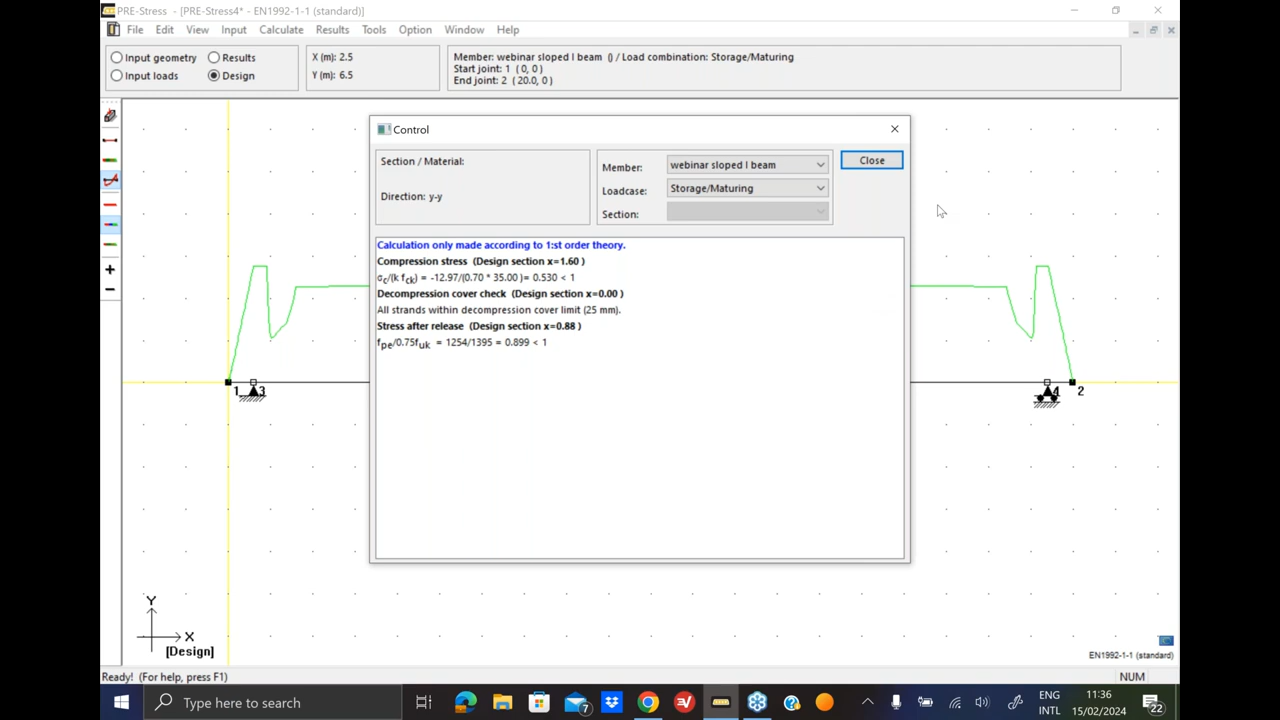 PRE-Stress - [PRE-Stress4* - EN1992-1-1 (standard)]
File Edit View Input Calculate Results Tools Option Window Help
Input geometry Results
Input loads Design
X (m): 2.5
Y (m): 6.5
Member: webinar sloped I beam () / Load combination: Storage/Maturing
Start joint: 1 ( 0, 0 )
End joint: 2 ( 20.0, 0 )
Control
Section / Material:
Direction: y-y
Member: webinar sloped I beam
Loadcase: Storage/Maturing
Section:
Close
Calculation only made according to 1:st order theory.
Compression stress (Design section x=1.60 )
σc/(k fck) = -12.97/(0.70 * 35.00 )= 0.530 < 1
Decompression cover check (Design section x=0.00 )
All strands within decompression cover limit (25 mm).
Stress after release (Design section x=0.88 )
fpe/0.75fuk = 1254/1395 = 0.899 < 1
1 3 4 2
Y
X
[Design]
EN1992-1-1 (standard)
Ready! (For help, press F1)
NUM
Type here to search
7
ENG
INTL
11:36
15/02/2024
22